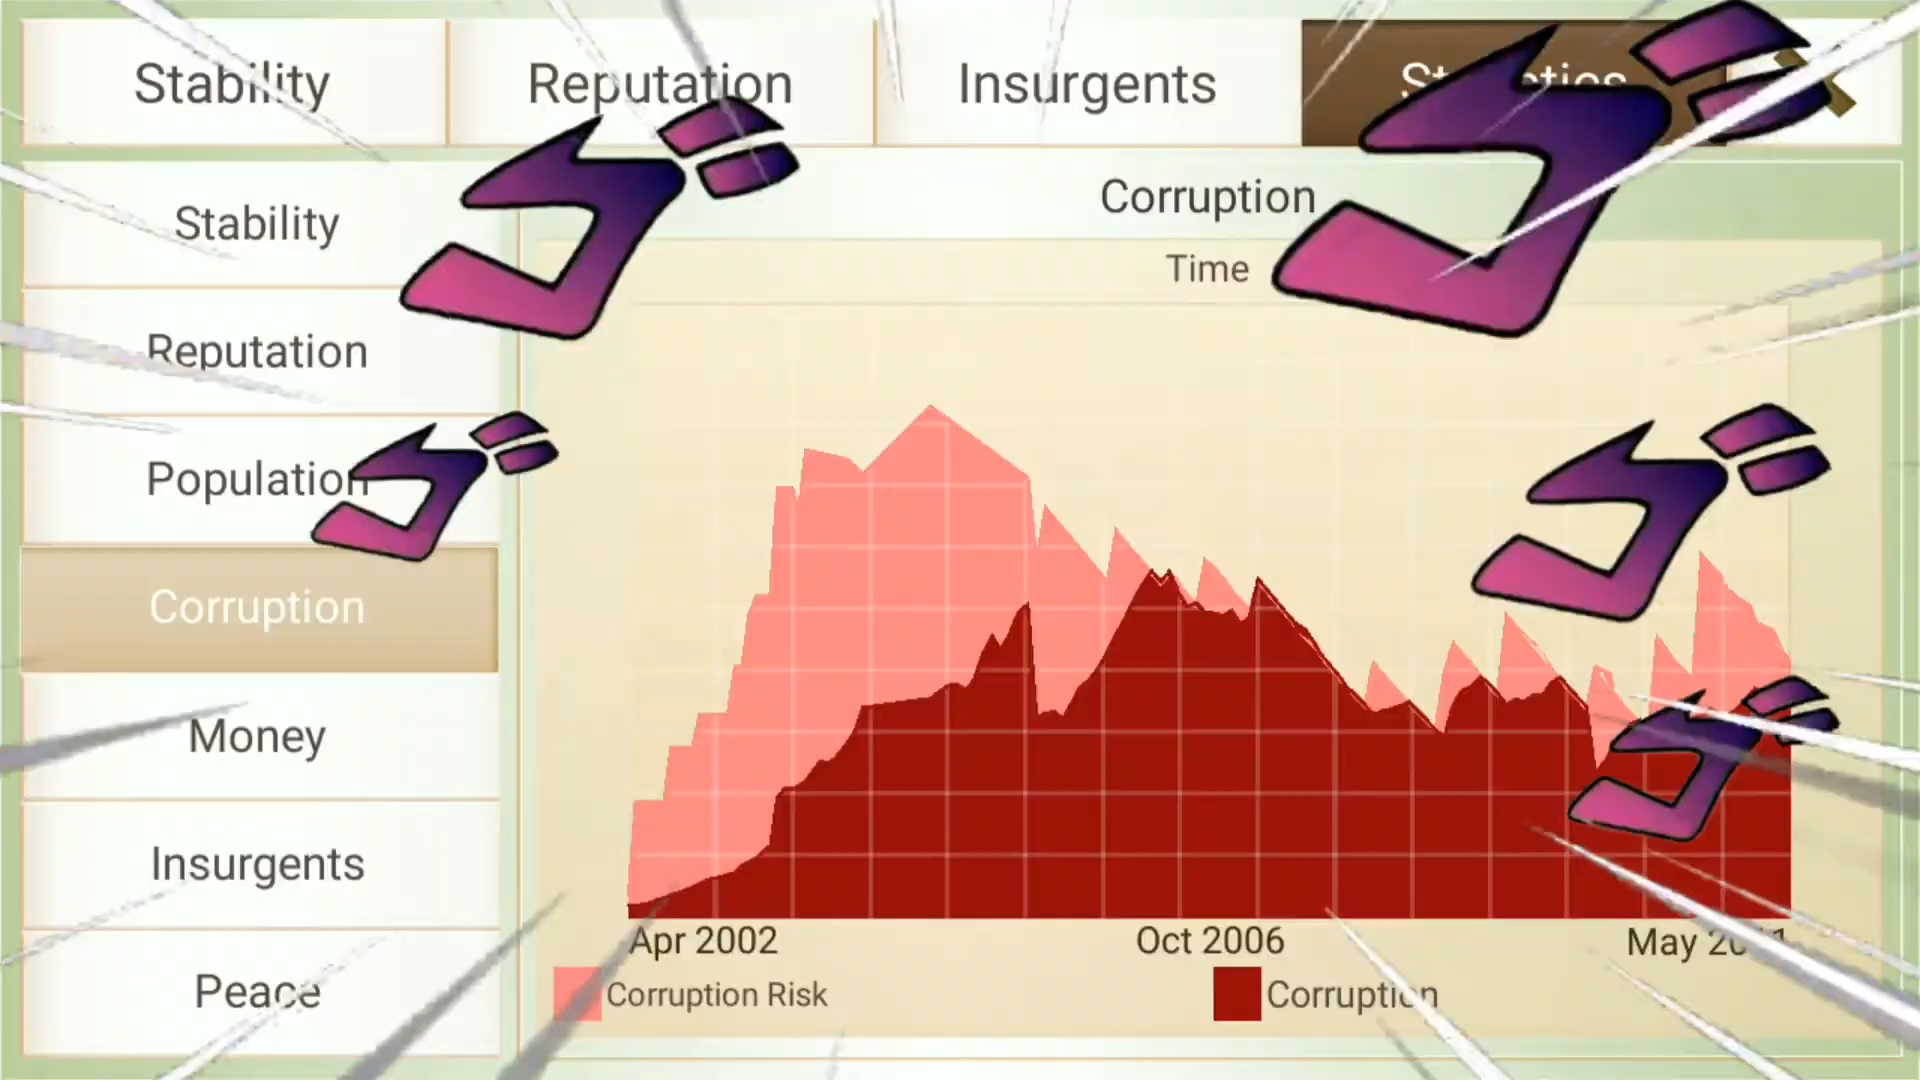 Stability
Reputation
Insurgents
Corruption
Time
Stability
Reputation
Population
Corruption
Money
Insurgents
Peace
Apr 2002
Oct 2006
May
Corruption Risk
Corruption
ゴ
ゴ
ゴ
ゴ
ゴ